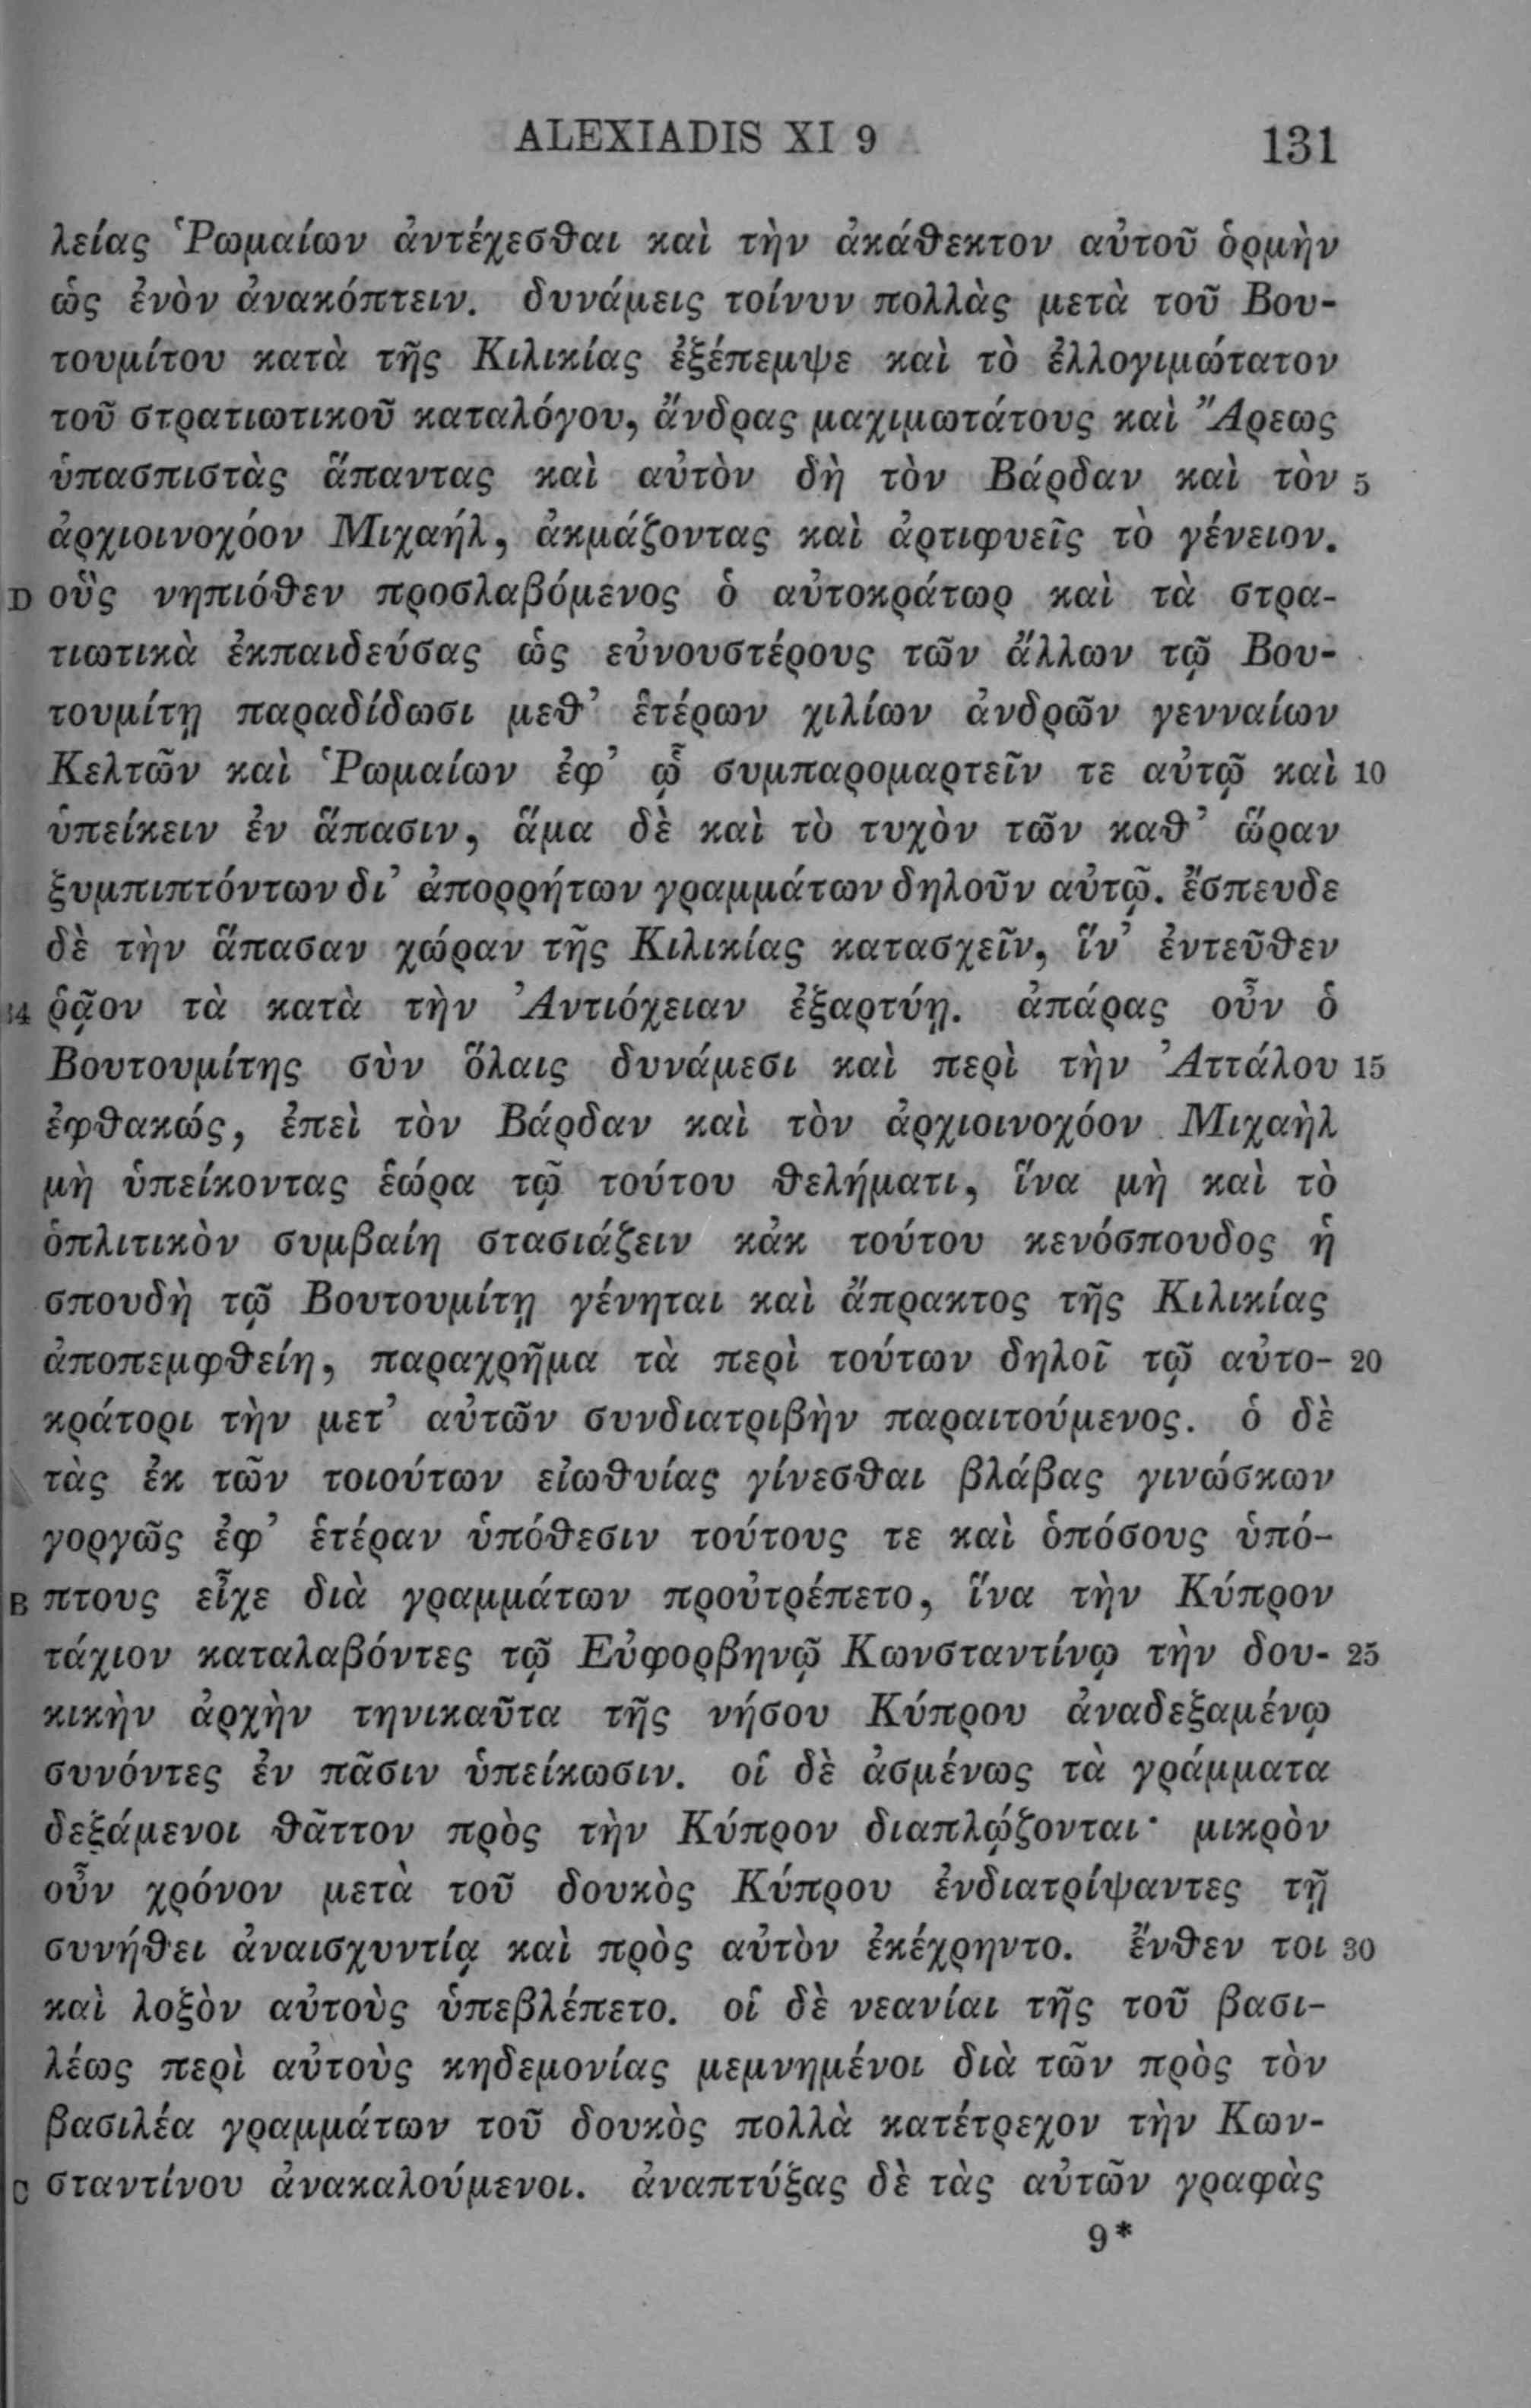 ALEXIADIS XI 9 131
λείας Ῥωμαίων ἀντέχεσθαι καὶ τὴν ἀκάθεκτον αὐτοῦ ὁρμὴν
ὡς ἐνὸν ἀνακόπτειν. δυνάμεις τοίνυν πολλὰς μετὰ τοῦ Βου-
τουμίτου κατὰ τῆς Κιλικίας ἐξέπεμψε καὶ τὸ ἐλλογιμώτατον
τοῦ στρατιωτικοῦ καταλόγου, ἄνδρας μαχιμωτάτους καὶ Ἄρεως
ὑπασπιστὰς ἅπαντας καὶ αὐτὸν δὴ τὸν Βάρδαν καὶ τὸν 5
ἀρχιοινοχόον Μιχαήλ, ἀκμάζοντας καὶ ἀρτιφυεῖς τὸ γένειον.
D οὓς νηπιόθεν προσλαβόμενος ὁ αὐτοκράτωρ καὶ τὰ στρα-
τιωτικὰ ἐκπαιδεύσας ὡς εὐνουστέρους τῶν ἄλλων τῷ Βου-
τουμίτῃ παραδίδωσι μεθ’ ἑτέρων χιλίων ἀνδρῶν γενναίων
Κελτῶν καὶ Ῥωμαίων ἐφ’ ᾧ συμπαρομαρτεῖν τε αὐτῷ καὶ 10
ὑπείκειν ἐν ἅπασιν, ἅμα δὲ καὶ τὸ τυχὸν τῶν καθ’ ὥραν
ξυμπιπτόντων δι’ ἀπορρήτων γραμμάτων δηλοῦν αὐτῷ. ἔσπευδε
δὲ τὴν ἅπασαν χώραν τῆς Κιλικίας κατασχεῖν, ἵν’ ἐντεῦθεν
ῥᾷον τὰ κατὰ τὴν Ἀντιόχειαν ἐξαρτύῃ. ἀπάρας οὖν ὁ
Βουτουμίτης σὺν ὅλαις δυνάμεσι καὶ περὶ τὴν Ἀττάλου 15
ἐφθακώς, ἐπεὶ τὸν Βάρδαν καὶ τὸν ἀρχιοινοχόον Μιχαὴλ
μὴ ὑπείκοντας ἑώρα τῷ τούτου θελήματι, ἵνα μὴ καὶ τὸ
ὁπλιτικὸν συμβαίη στασιάζειν κἀκ τούτου κενόσπουδος ἡ
σπουδὴ τῷ Βουτουμίτῃ γένηται καὶ ἄπρακτος τῆς Κιλικίας
ἀποπεμφθείη, παραχρῆμα τὰ περὶ τούτων δηλοῖ τῷ αὐτο- 20
κράτορι τὴν μετ’ αὐτῶν συνδιατριβὴν παραιτούμενος. ὁ δὲ
τὰς ἐκ τῶν τοιούτων εἰωθυίας γίνεσθαι βλάβας γινώσκων
γοργῶς ἐφ’ ἑτέραν ὑπόθεσιν τούτους τε καὶ ὁπόσους ὑπό-
B πτους εἶχε διὰ γραμμάτων προὐτρέπετο, ἵνα τὴν Κύπρον
τάχιον καταλαβόντες τῷ Εὐφορβηνῷ Κωνσταντίνῳ τὴν δου- 25
κικὴν ἀρχὴν τηνικαῦτα τῆς νήσου Κύπρου ἀναδεξαμένῳ
συνόντες ἐν πᾶσιν ὑπείκωσιν. οἱ δὲ ἀσμένως τὰ γράμματα
δεξάμενοι θᾶττον πρὸς τὴν Κύπρον διαπλῴζονται· μικρὸν
οὖν χρόνον μετὰ τοῦ δουκὸς Κύπρου ἐνδιατρίψαντες τῇ
συνήθει ἀναισχυντίᾳ καὶ πρὸς αὐτὸν ἐκέχρηντο. ἔνθεν τοι 30
καὶ λοξὸν αὐτοὺς ὑπεβλέπετο. οἱ δὲ νεανίαι τῆς τοῦ βασι-
λέως περὶ αὐτοὺς κηδεμονίας μεμνημένοι διὰ τῶν πρὸς τὸν
βασιλέα γραμμάτων τοῦ δουκὸς πολλὰ κατέτρεχον τὴν Κων-
C σταντίνου ἀνακαλούμενοι. ἀναπτύξας δὲ τὰς αὐτῶν γραφὰς
9*